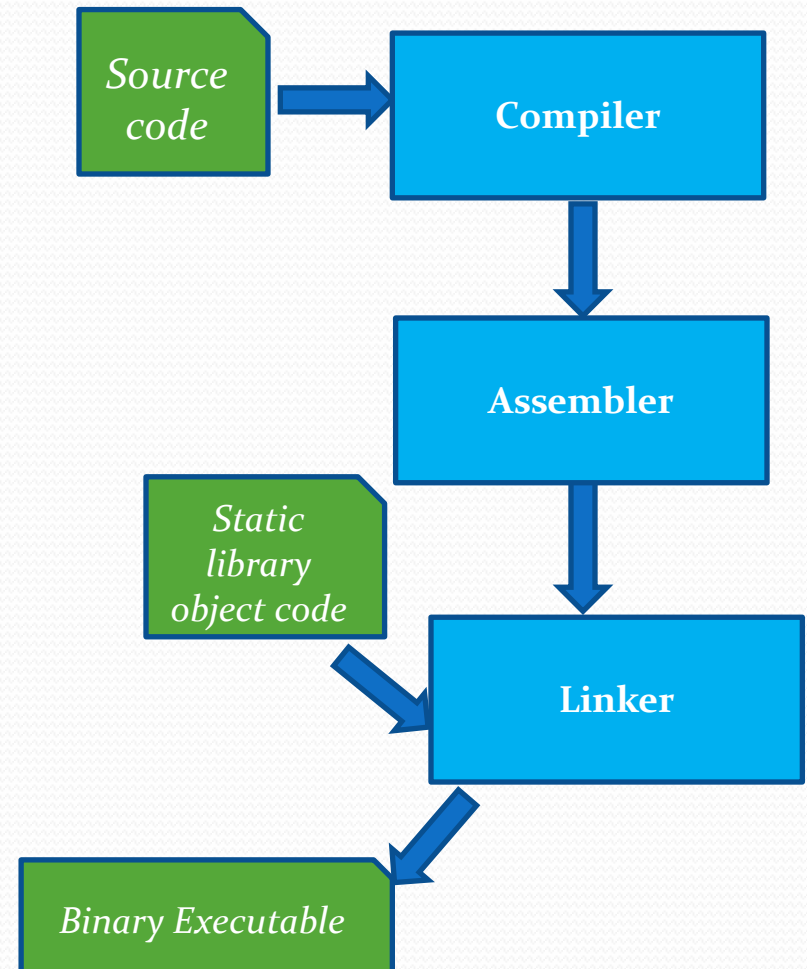 Source
code
Compiler
Assembler
Static
library
object code
Linker
Binary Executable